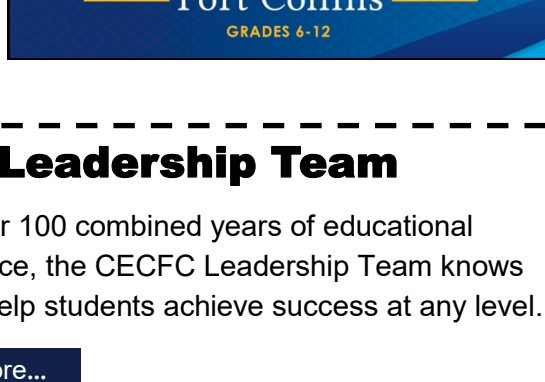 Fort Collins
GRADES 6-12
Leadership Team
r 100 combined years of educational
ce, the CECFC Leadership Team knows
elp students achieve success at any level.
ore...